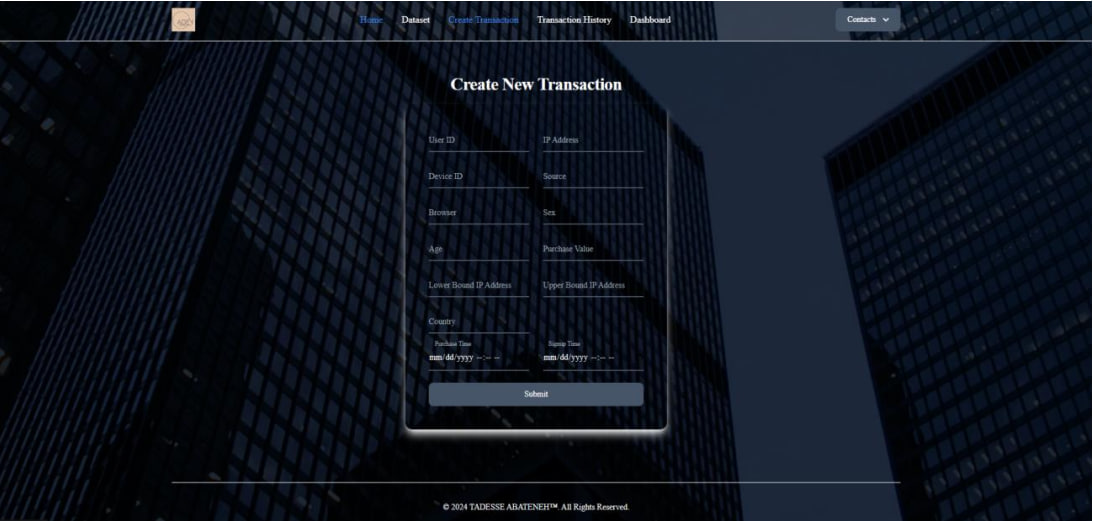 Home Dataset Create Transaction Transaction History Dashboard Contacts
Create New Transaction
User ID IP Address
Device ID Source
Browser Sex
Age Purchase Value
Lower Bound IP Address Upper Bound IP Address
Country
Purchase Time Signup Time
mm/dd/yyyy --:-- -- mm/dd/yyyy --:-- --
Submit
© 2024 TADESSE ABATENEH™. All Rights Reserved.